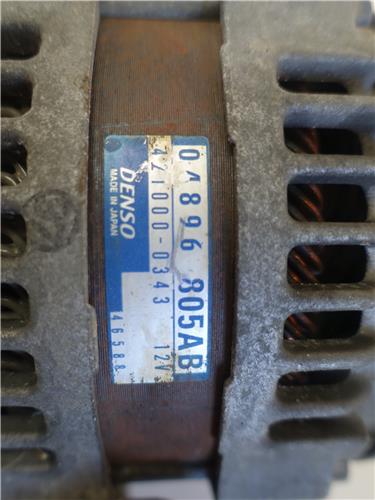 04896 805AB
421000-0343 12V
DENSO
MADE IN JAPAN
46588